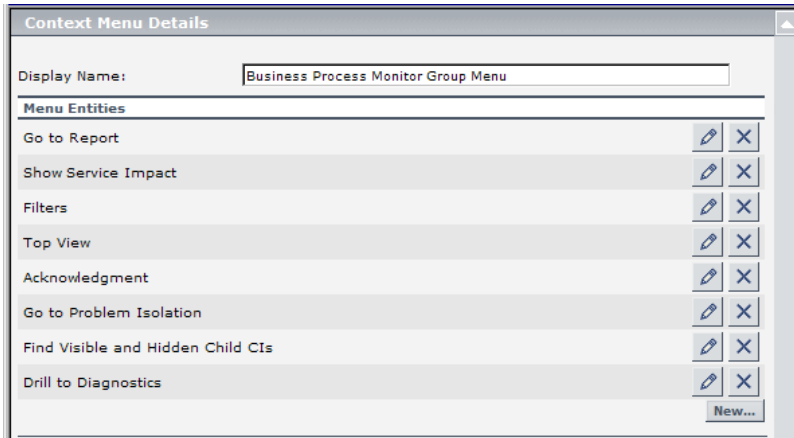 Context Menu Details
Display Name: Business Process Monitor Group Menu
Menu Entities
Go to Report
Show Service Impact
Filters
Top View
Acknowledgment
Go to Problem Isolation
Find Visible and Hidden Child CIs
Drill to Diagnostics
New...